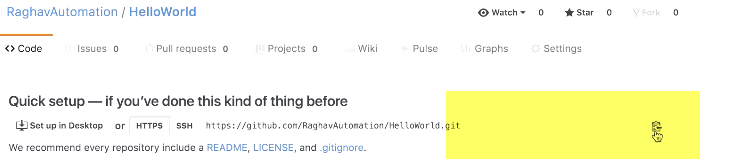 RaghavAutomation / HelloWorld
Watch 0 Star 0 Fork 0
Code Issues 0 Pull requests 0 Projects 0 Wiki Pulse Graphs Settings
Quick setup — if you've done this kind of thing before
Set up in Desktop or HTTPS SSH https://github.com/RaghavAutomation/HelloWorld.git
We recommend every repository include a README, LICENSE, and .gitignore.